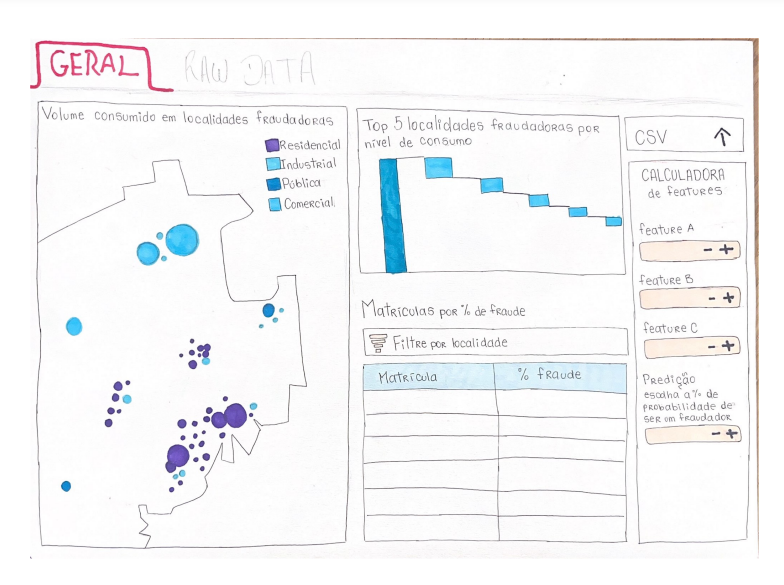 GERAL
RAW DATA
Volume consumido em localidades fraudadoras
Residencial
Industrial
Pública
Comercial
Top 5 localidades fraudadoras por
nível de consumo
Matrículas por % de fraude
Filtre por localidade
Matrícula
% fraude
CSV
CALCULADORA
de features
feature A
- +
feature B
- +
feature C
- +
Predição
escolha a % de
probabilidade de
ser um fraudador
- +